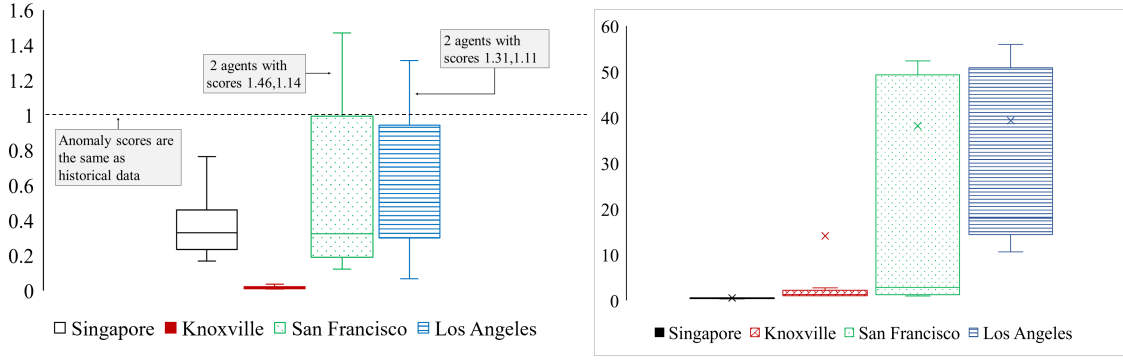 1.6
1.4
1.2
1
0.8
0.6
0.4
0.2
0
2 agents with
scores 1.46,1.14
2 agents with
scores 1.31,1.11
Anomaly scores are
the same as
historical data
Singapore Knoxville San Francisco Los Angeles
60
50
40
30
20
10
0
Singapore Knoxville San Francisco Los Angeles